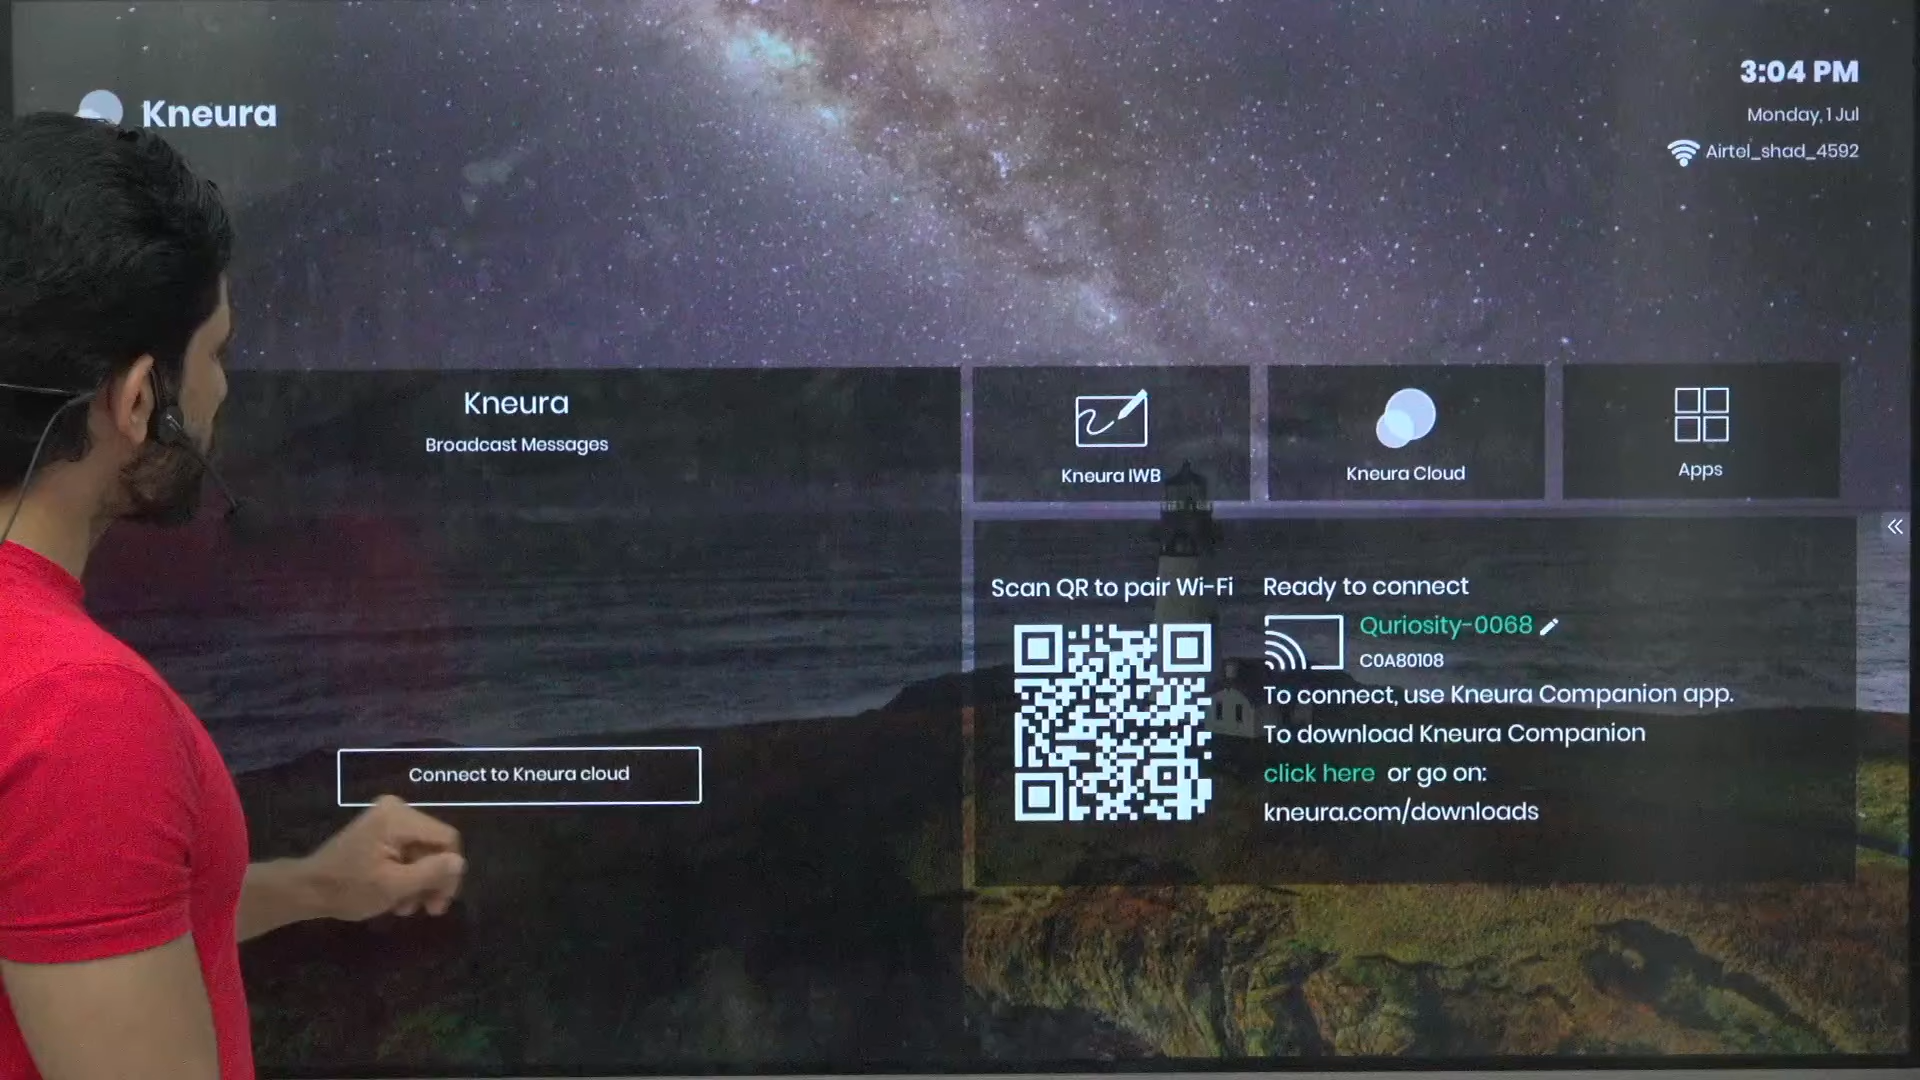 Kneura
3:04 PM
Monday, 1 Jul
Airtel_shad_4592
Kneura
Broadcast Messages
Connect to Kneura cloud
Kneura IWB
Kneura Cloud
Apps
Scan QR to pair Wi-Fi
Ready to connect
Quriosity-0068
C0A80108
To connect, use Kneura Companion app.
To download Kneura Companion
click here or go on:
kneura.com/downloads